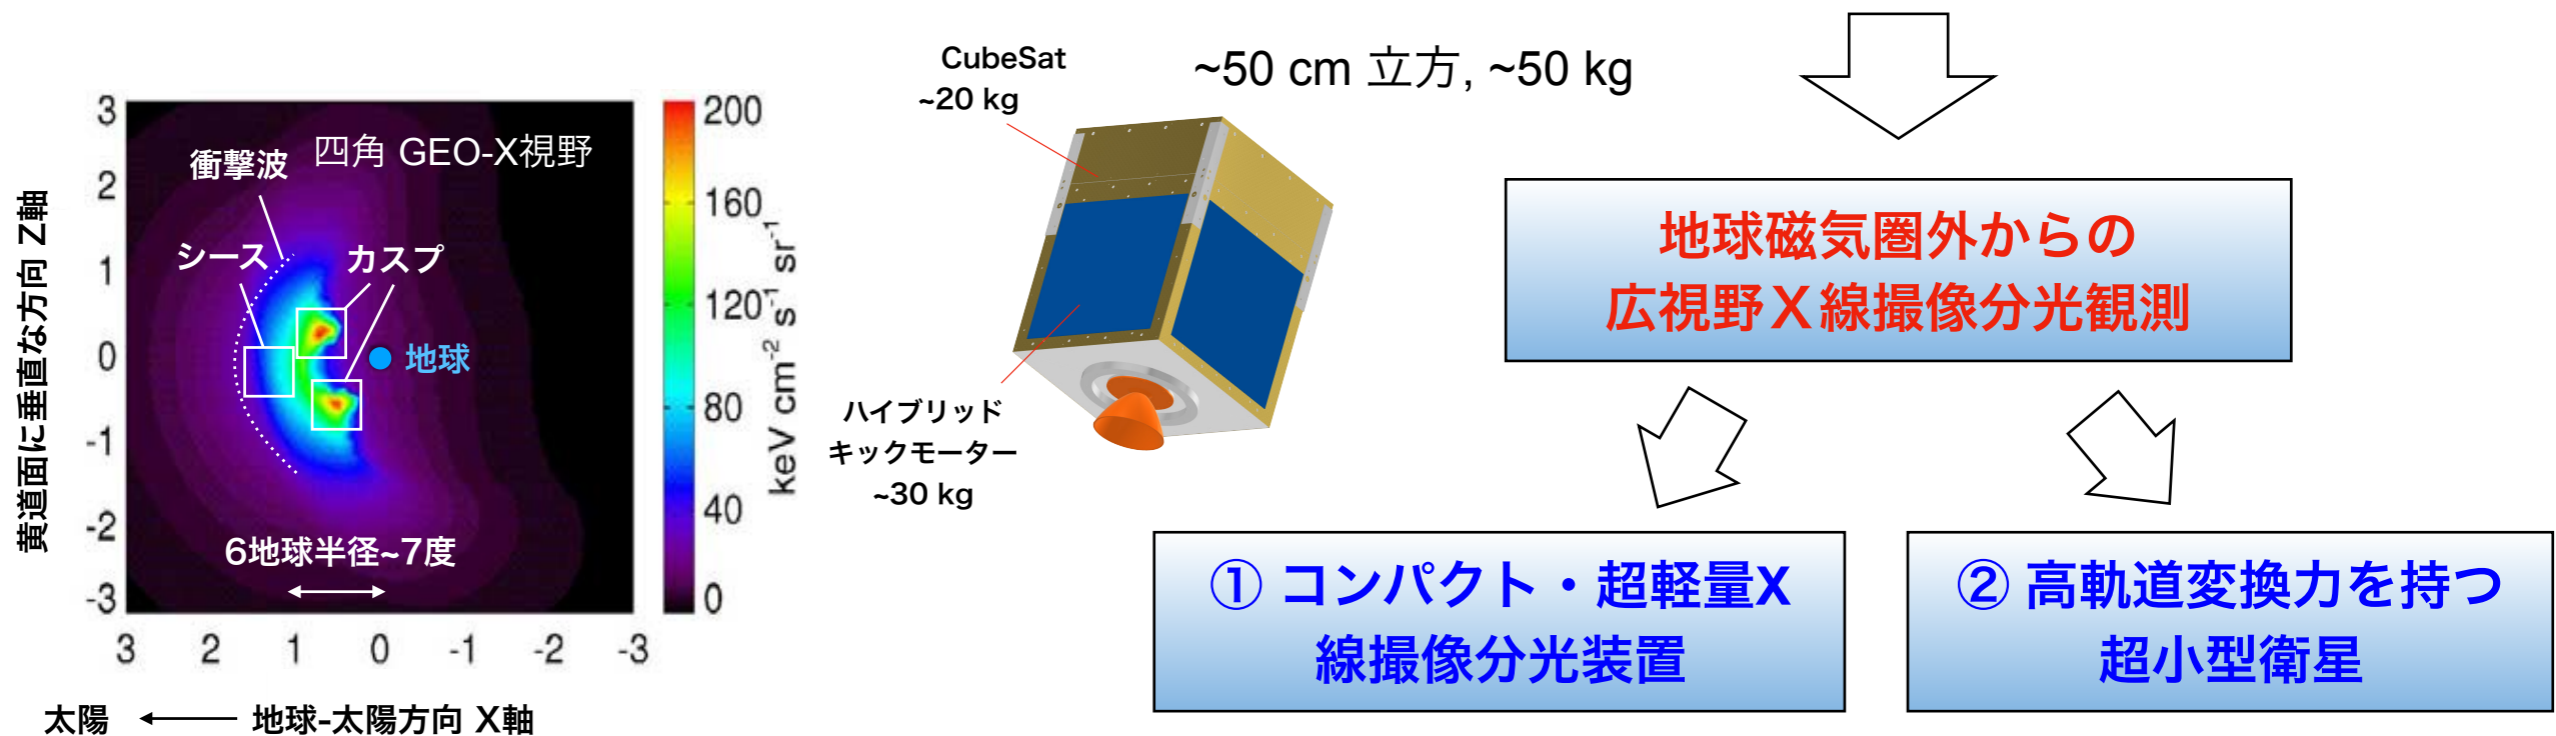 黄道面に垂直な方向 Z軸
3
2
1
0
-1
-2
-3
四角 GEO-X視野
衝撃波
シース
カスプ
地球
6地球半径~7度
3 2 1 0 -1 -2 -3
太陽
地球-太陽方向 X軸
200
160
120
80
40
0
keV cm⁻² s⁻¹ sr⁻¹
CubeSat
~20 kg
~50 cm 立方, ~50 kg
ハイブリッド
キックモーター
~30 kg
地球磁気圏外からの
広視野X線撮像分光観測
① コンパクト・超軽量X
線撮像分光装置
② 高軌道変換力を持つ
超小型衛星